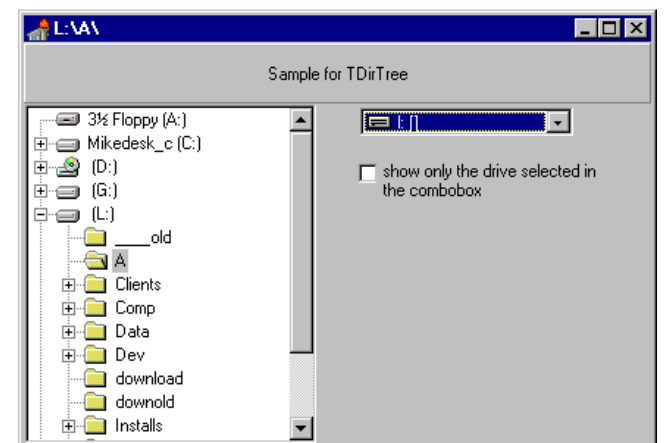 L:\A\
Sample for TDirTree
3½ Floppy (A:)
Mikedesk_c (C:)
(D:)
(G:)
(L:)
____old
A
Clients
Comp
Data
Dev
download
downold
Installs
l: []
show only the drive selected in
the combobox